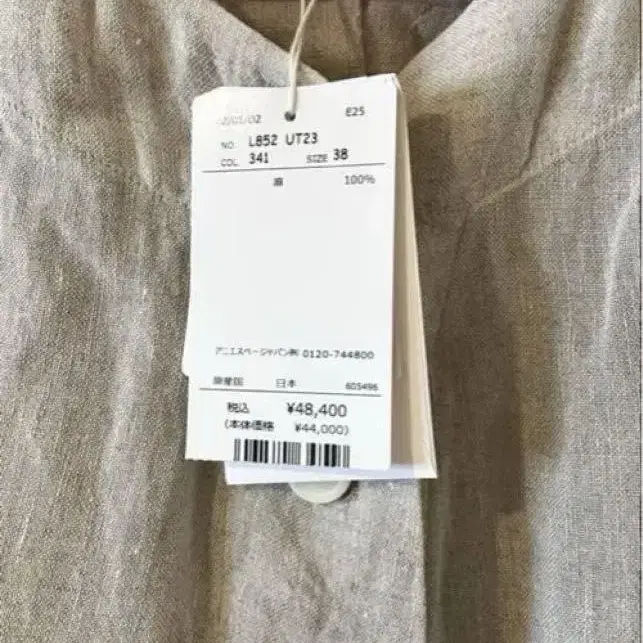 E25
NO. L852 UT23
COL. 341 SIZE 38
麻 100%
アニエスベージャパン㈱ 0120-744800
原産国 日本 605496
税込 ¥48,400
(本体価格 ¥44,000)